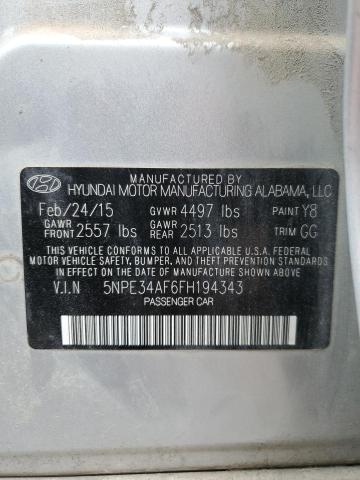 MANUFACTURED BY
HYUNDAI MOTOR MANUFACTURING ALABAMA, LLC
Feb/24/15 GVWR 4497 lbs PAINT Y8
GAWR FRONT 2557 lbs GAWR REAR 2513 lbs TRIM GG
THIS VEHICLE CONFORMS TO ALL APPLICABLE U.S.A. FEDERAL
MOTOR VEHICLE SAFETY, BUMPER, AND THEFT PREVENTION
STANDARDS IN EFFECT ON THE DATE OF MANUFACTURE SHOWN ABOVE.
V.I.N 5NPE34AF6FH194343
PASSENGER CAR